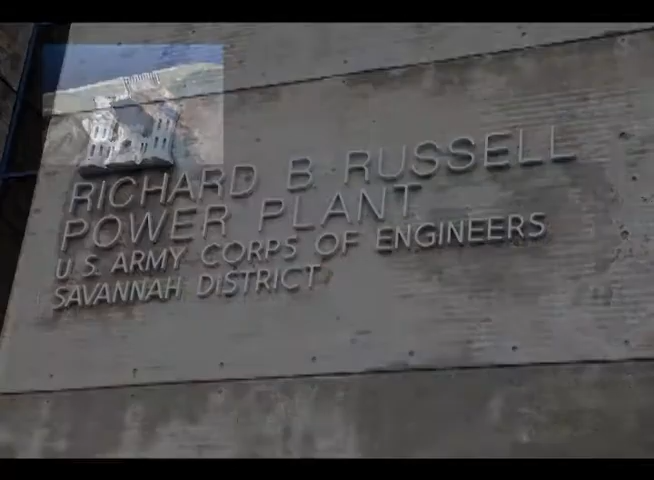 RICHARD B RUSSELL
POWER PLANT
U.S. ARMY CORPS OF ENGINEERS
SAVANNAH DISTRICT